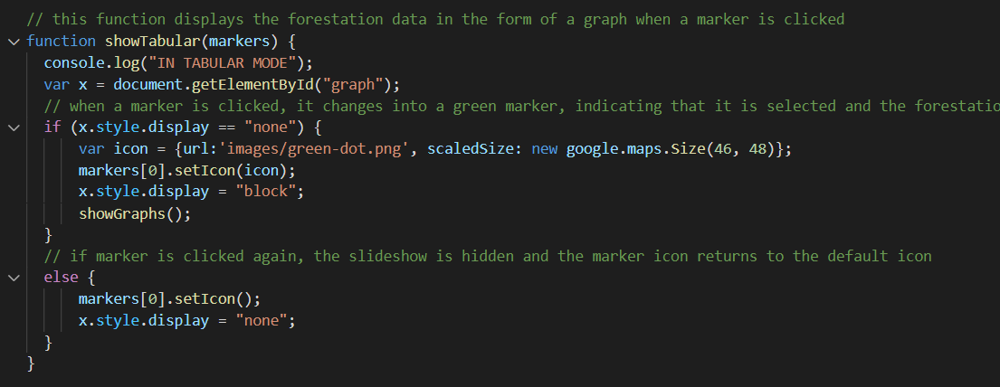 // this function displays the forestation data in the form of a graph when a marker is clicked
function showTabular(markers) {
console.log("IN TABULAR MODE");
var x = document.getElementById("graph");
// when a marker is clicked, it changes into a green marker, indicating that it is selected and the forestatio
if (x.style.display == "none") {
var icon = {url:'images/green-dot.png', scaledSize: new google.maps.Size(46, 48)};
markers[0].setIcon(icon);
x.style.display = "block";
showGraphs();
}
// if marker is clicked again, the slideshow is hidden and the marker icon returns to the default icon
else {
markers[0].setIcon();
x.style.display = "none";
}
}